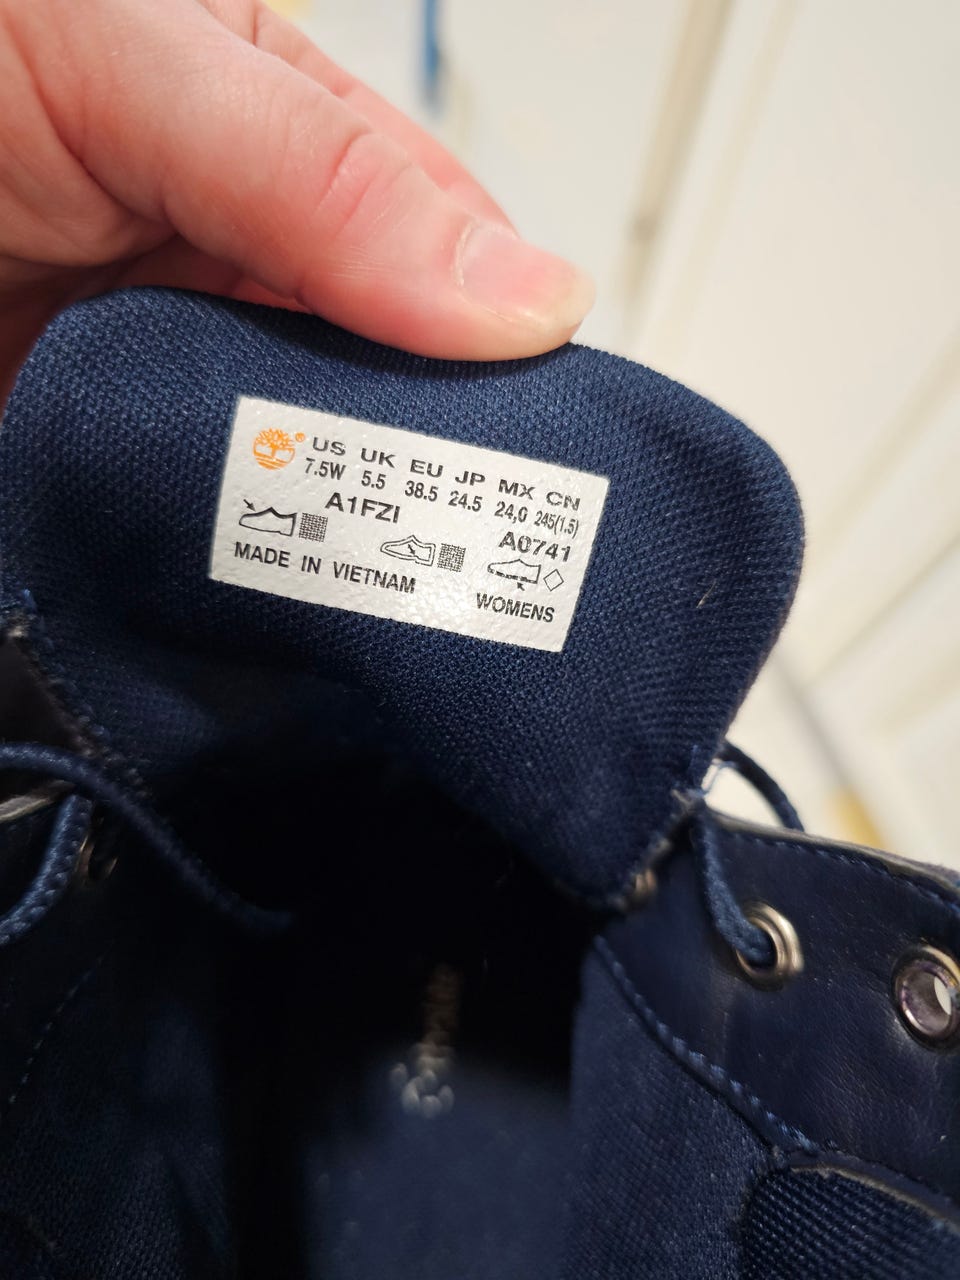 ® US UK EU JP MX CN
7.5W 5.5 38.5 24.5 24,0 245(1.5)
A1FZI A0741
MADE IN VIETNAM WOMENS